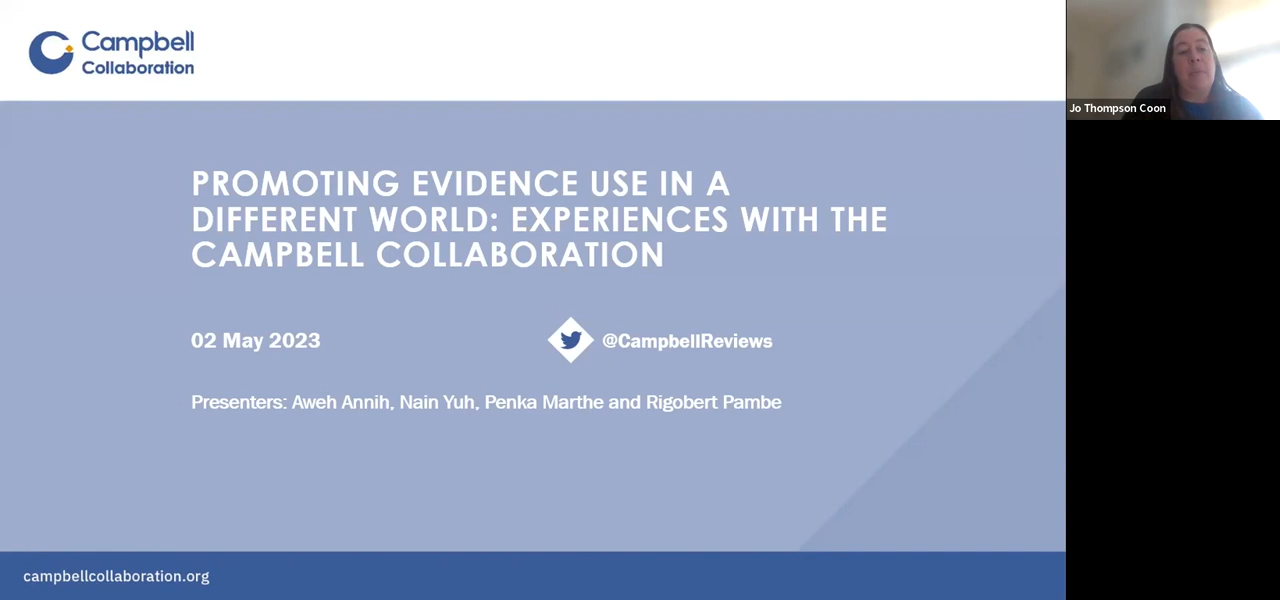 Campbell
Collaboration
Jo Thompson Coon
PROMOTING EVIDENCE USE IN A
DIFFERENT WORLD: EXPERIENCES WITH THE
CAMPBELL COLLABORATION
02 May 2023
@CampbellReviews
Presenters: Aweh Annih, Nain Yuh, Penka Marthe and Rigobert Pambe
campbellcollaboration.org